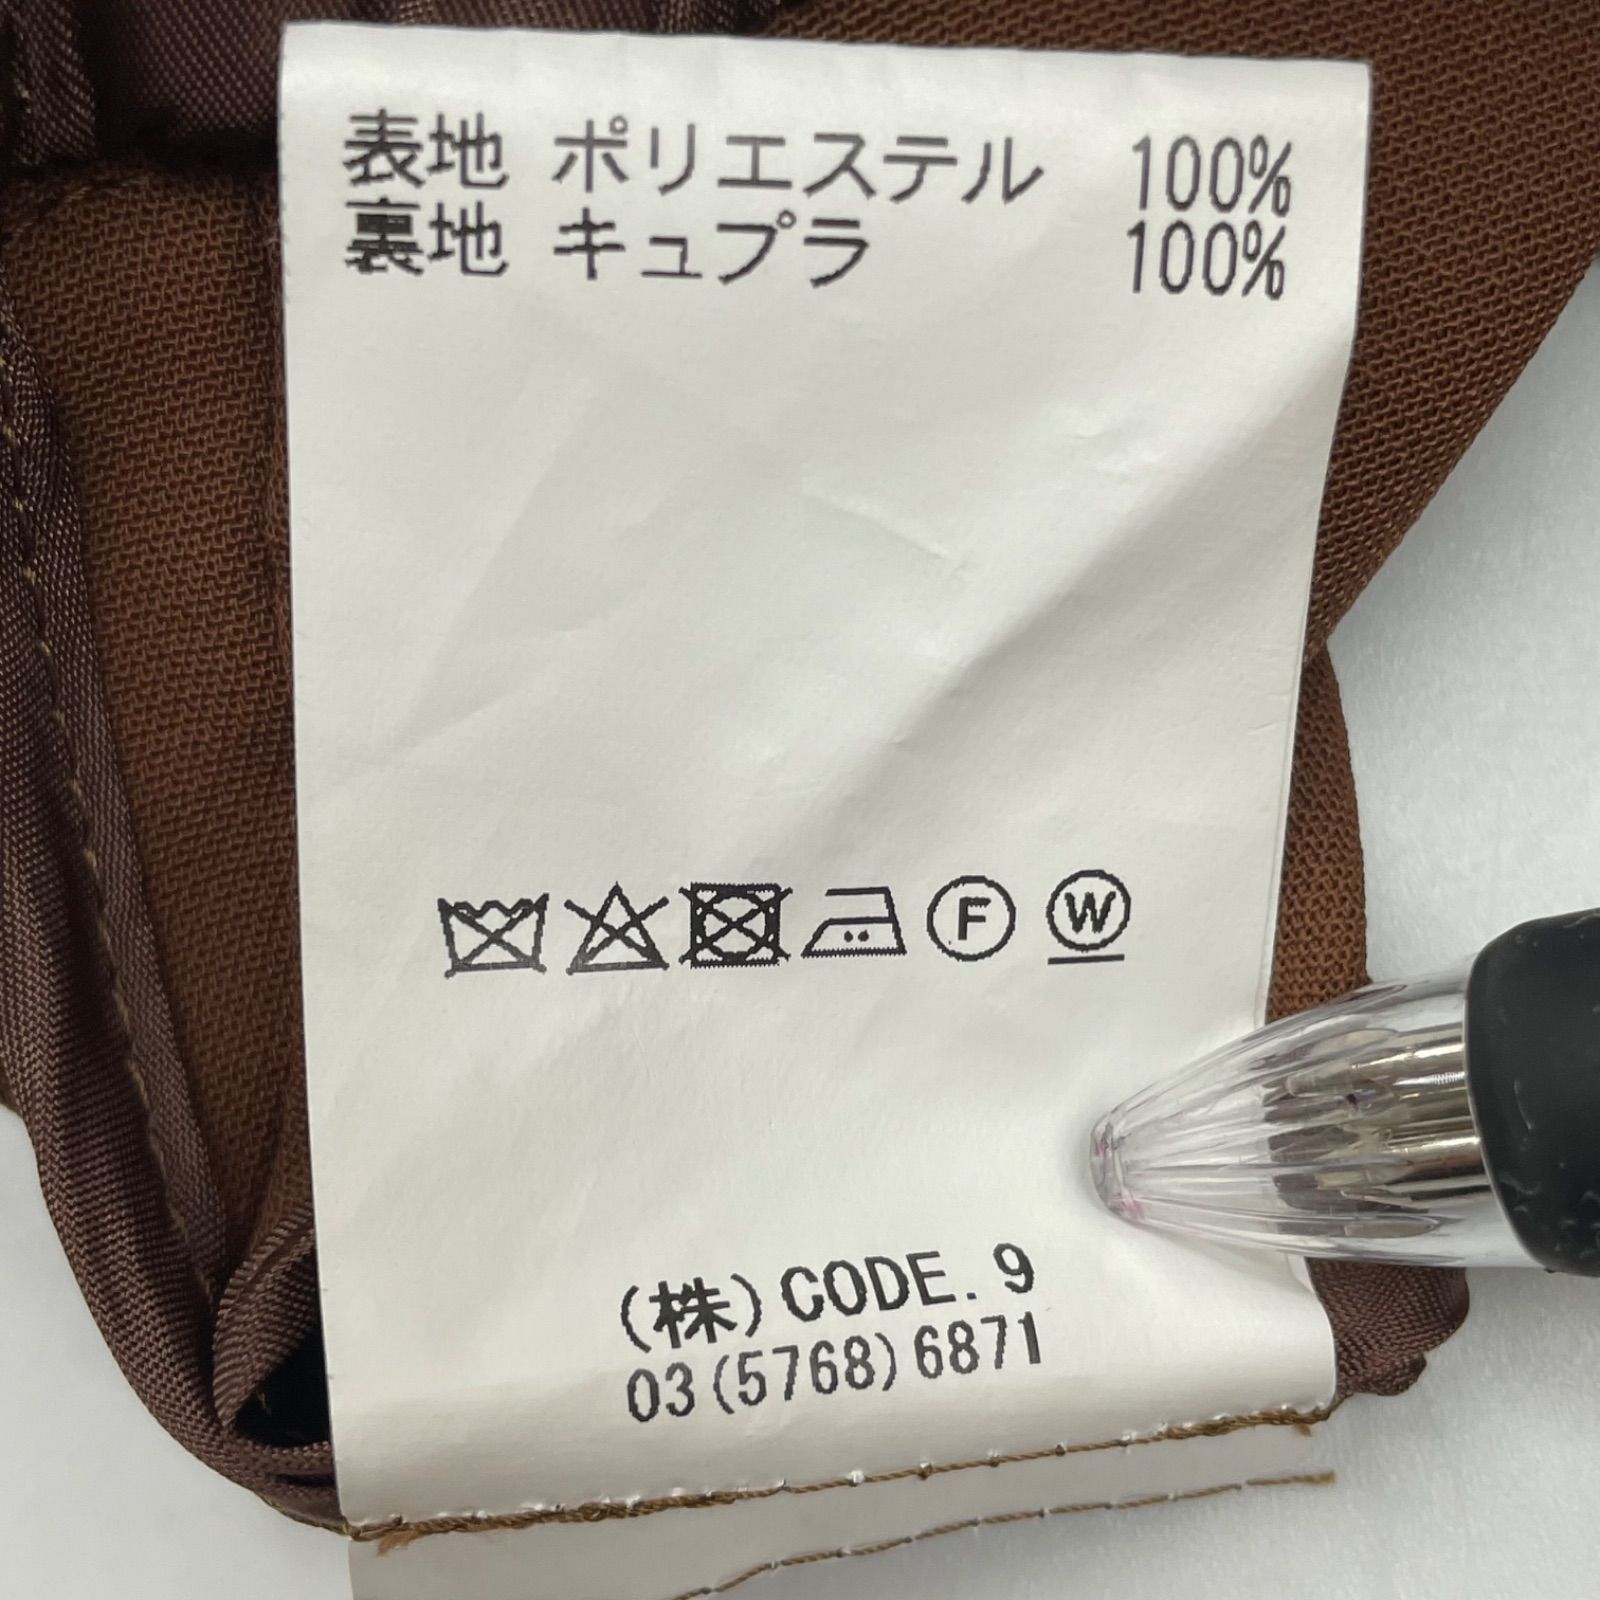 表地 ポリエステル 100%
裏地 キュプラ 100%
F W
(株)CODE.9
03(5768)6871